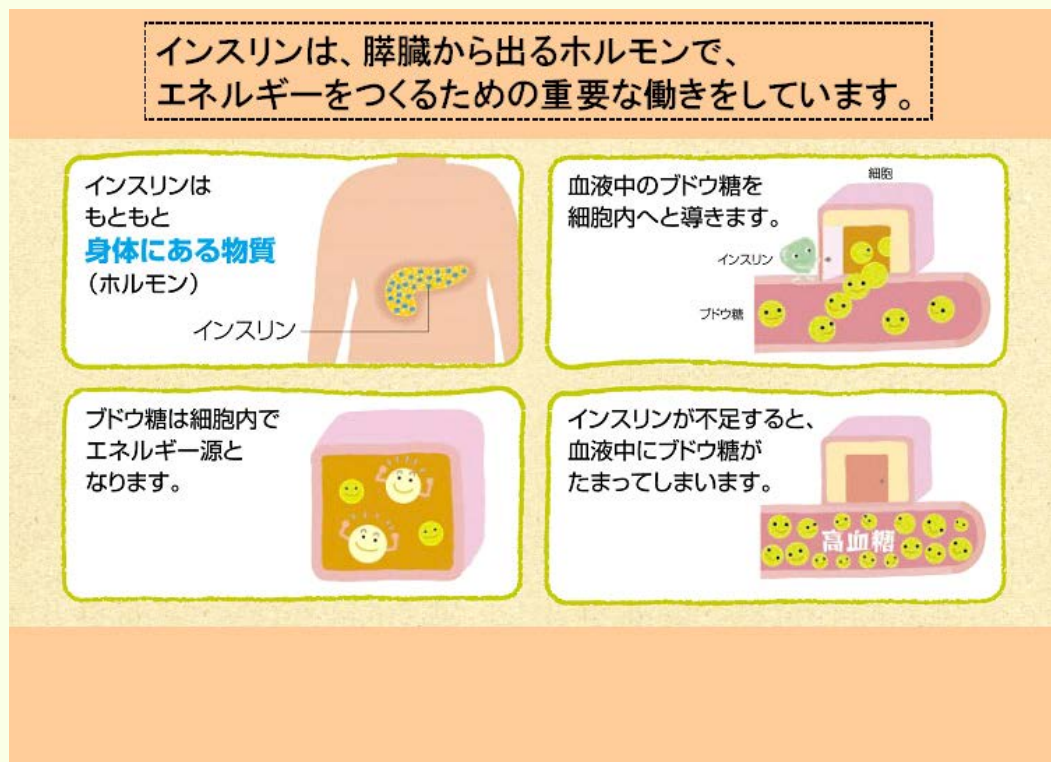 インスリンは、膵臓から出るホルモンで、
エネルギーをつくるための重要な働きをしています。
インスリンは
もともと
身体にある物質
（ホルモン）
インスリン
血液中のブドウ糖を
細胞内へと導きます。
細胞
インスリン
ブドウ糖
ブドウ糖は細胞内で
エネルギー源と
なります。
インスリンが不足すると、
血液中にブドウ糖が
たまってしまいます。
高血糖